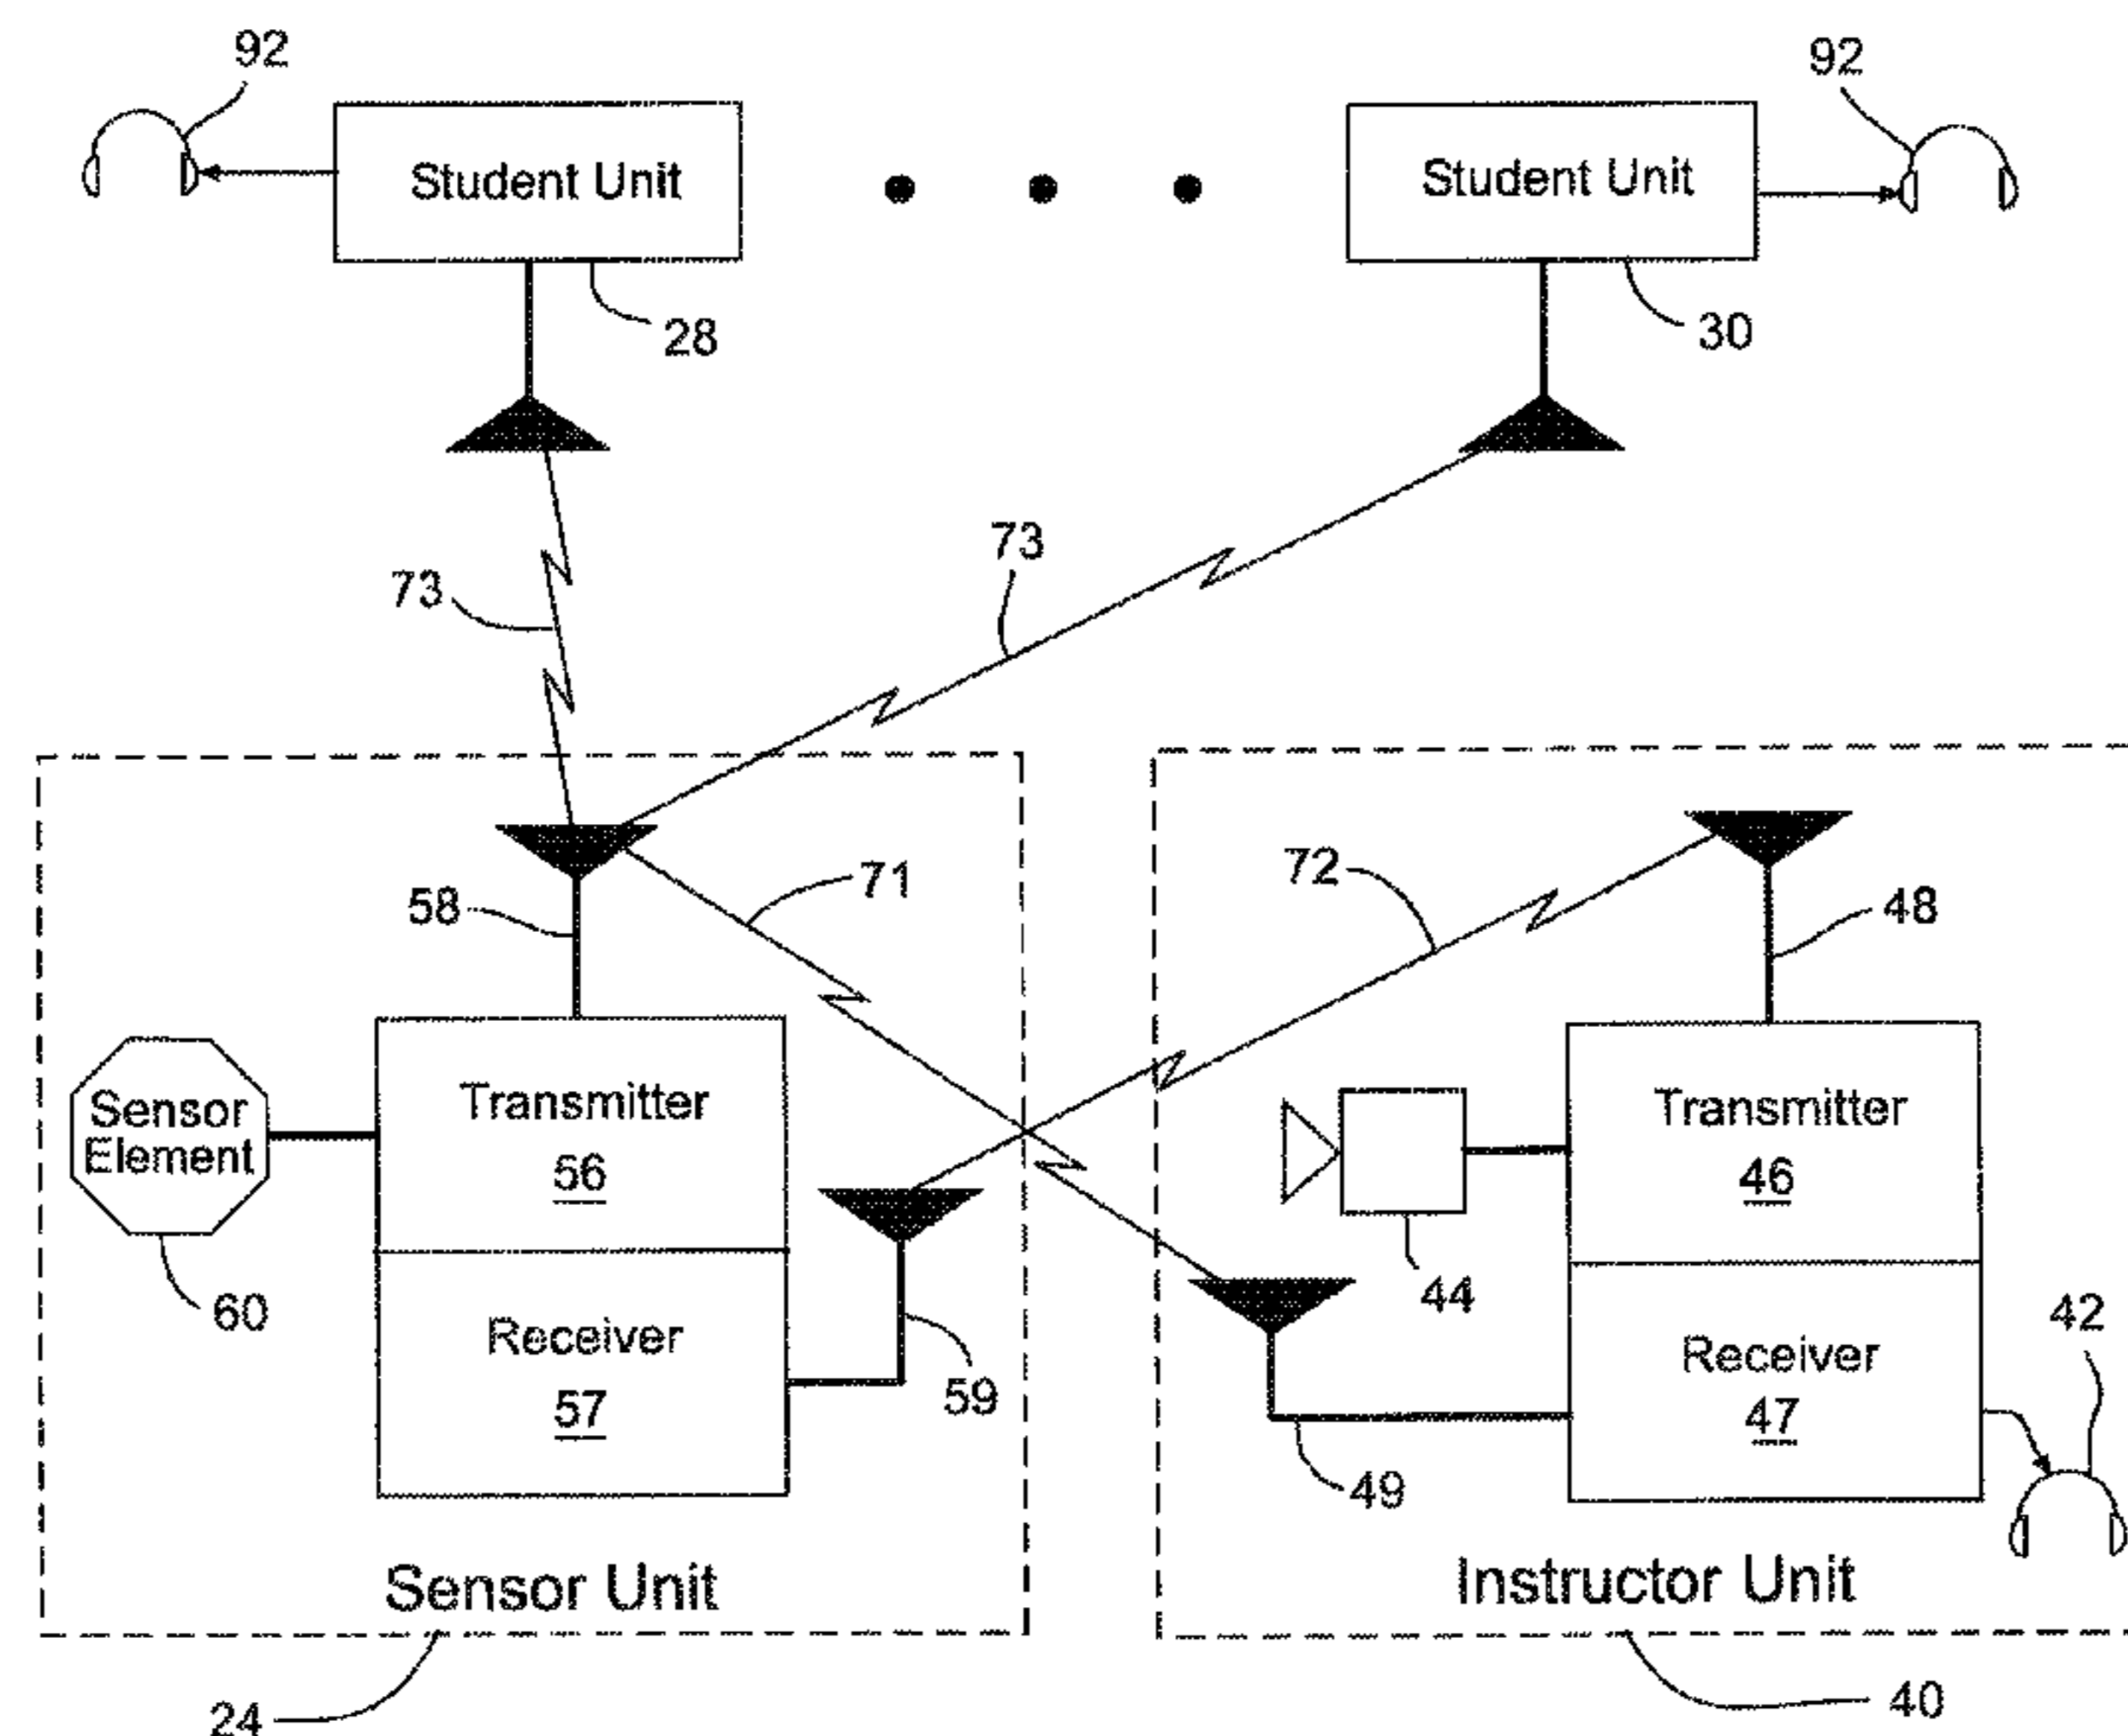 92
92
Student Unit
Student Unit
28
30
73
73
71
72
58
48
Sensor
Element
Transmitter
56
Transmitter
46
60
44
42
Receiver
57
59
Receiver
47
49
Sensor Unit
Instructor Unit
24
40